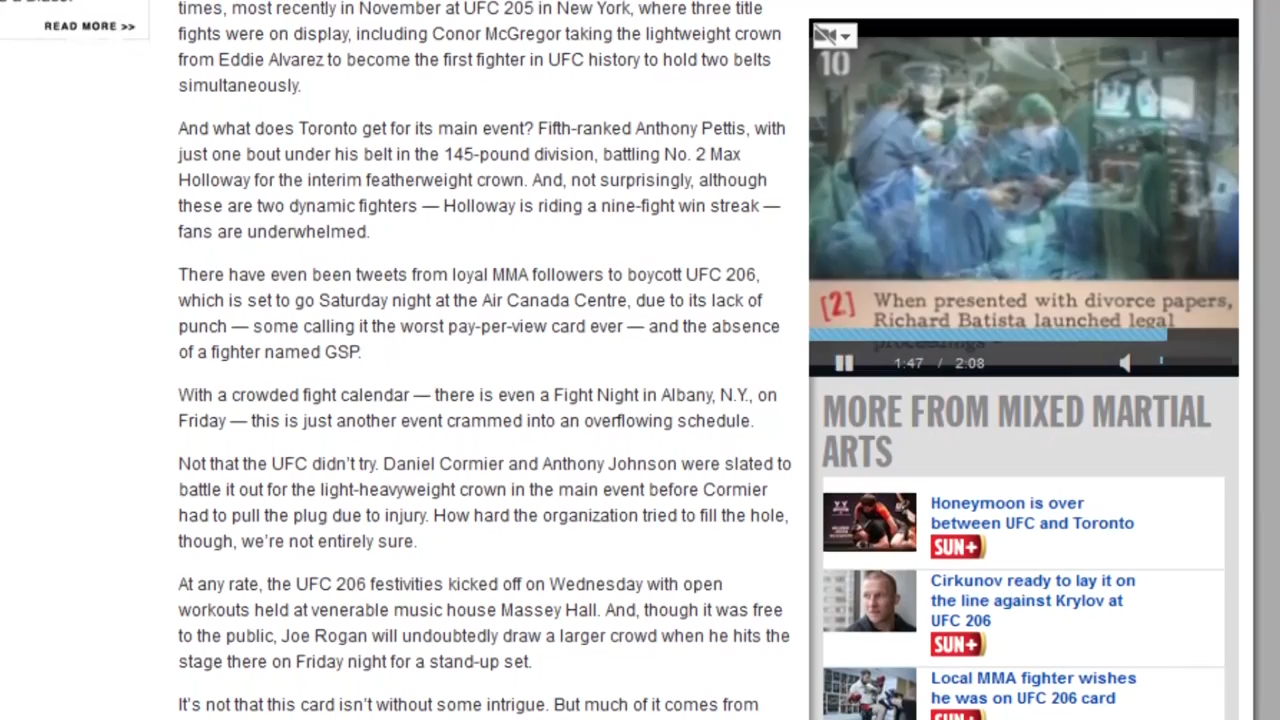 READ MORE >>
times, most recently in November at UFC 205 in New York, where three title
fights were on display, including Conor McGregor taking the lightweight crown
from Eddie Alvarez to become the first fighter in UFC history to hold two belts
simultaneously.
And what does Toronto get for its main event? Fifth-ranked Anthony Pettis, with
just one bout under his belt in the 145-pound division, battling No. 2 Max
Holloway for the interim featherweight crown. And, not surprisingly, although
these are two dynamic fighters — Holloway is riding a nine-fight win streak —
fans are underwhelmed.
There have even been tweets from loyal MMA followers to boycott UFC 206,
which is set to go Saturday night at the Air Canada Centre, due to its lack of
punch — some calling it the worst pay-per-view card ever — and the absence
of a fighter named GSP.
With a crowded fight calendar — there is even a Fight Night in Albany, N.Y., on
Friday — this is just another event crammed into an overflowing schedule.
Not that the UFC didn’t try. Daniel Cormier and Anthony Johnson were slated to
battle it out for the light-heavyweight crown in the main event before Cormier
had to pull the plug due to injury. How hard the organization tried to fill the hole,
though, we’re not entirely sure.
At any rate, the UFC 206 festivities kicked off on Wednesday with open
workouts held at venerable music house Massey Hall. And, though it was free
to the public, Joe Rogan will undoubtedly draw a larger crowd when he hits the
stage there on Friday night for a stand-up set.
It’s not that this card isn’t without some intrigue. But much of it comes from
10
[2] When presented with divorce papers,
Richard Batista launched legal
proceedings
1:47 / 2:08
MORE FROM MIXED MARTIAL
ARTS
Honeymoon is over
between UFC and Toronto
SUN+
Cirkunov ready to lay it on
the line against Krylov at
UFC 206
SUN+
Local MMA fighter wishes
he was on UFC 206 card
SUN+